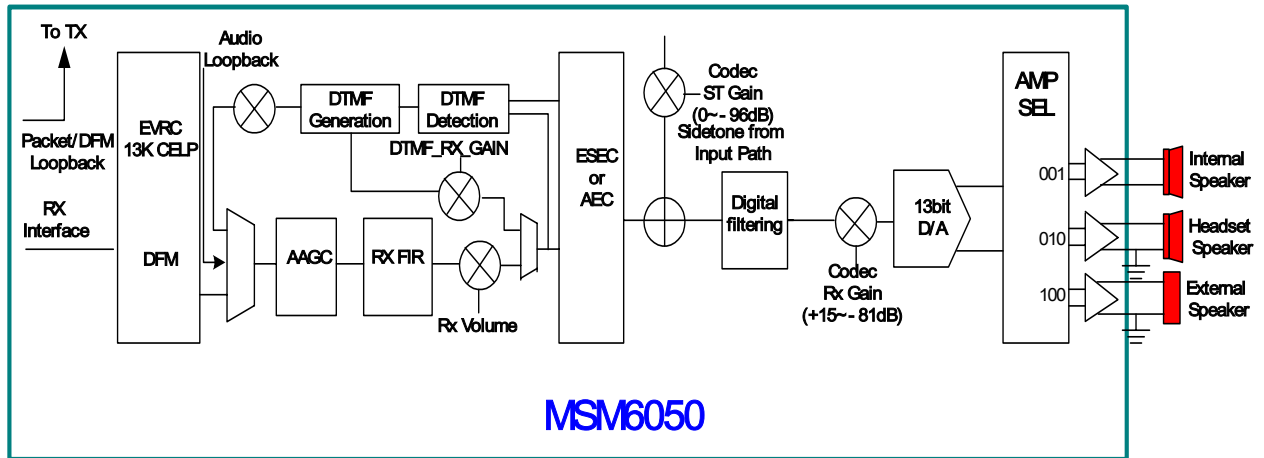 To TX
Audio
Loopback
Packet/DFM
Loopback
RX
Interface
EVRC
13K CELP
DFM
DTMF
Generation
DTMF
Detection
DTMF_RX_GAIN
AAGC
RX FIR
Rx Volume
ESEC
or
AEC
Codec
ST Gain
(0~- 96dB)
Sidetone from
Input Path
Digital
filtering
Codec
Rx Gain
(+15~- 81dB)
13bit
D/A
AMP
SEL
001
010
100
Internal
Speaker
Headset
Speaker
External
Speaker
MSM6050